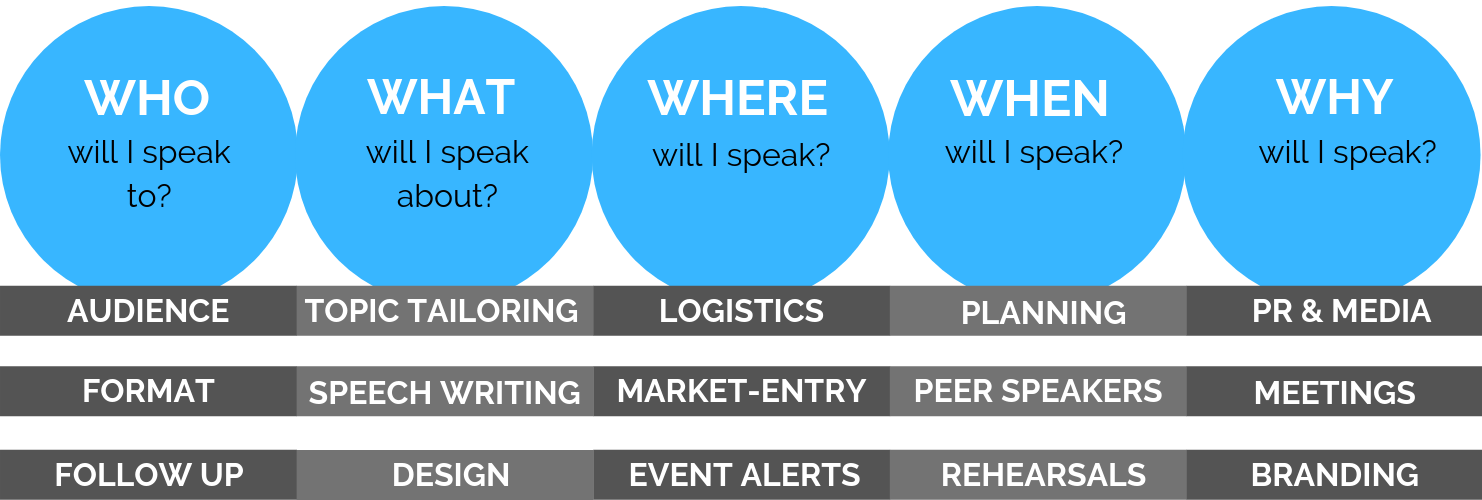 WHO
will I speak
to?
WHAT
will I speak
about?
WHERE
will I speak?
WHEN
will I speak?
WHY
will I speak?
AUDIENCE
TOPIC TAILORING
LOGISTICS
PLANNING
PR & MEDIA
FORMAT
SPEECH WRITING
MARKET-ENTRY
PEER SPEAKERS
MEETINGS
FOLLOW UP
DESIGN
EVENT ALERTS
REHEARSALS
BRANDING